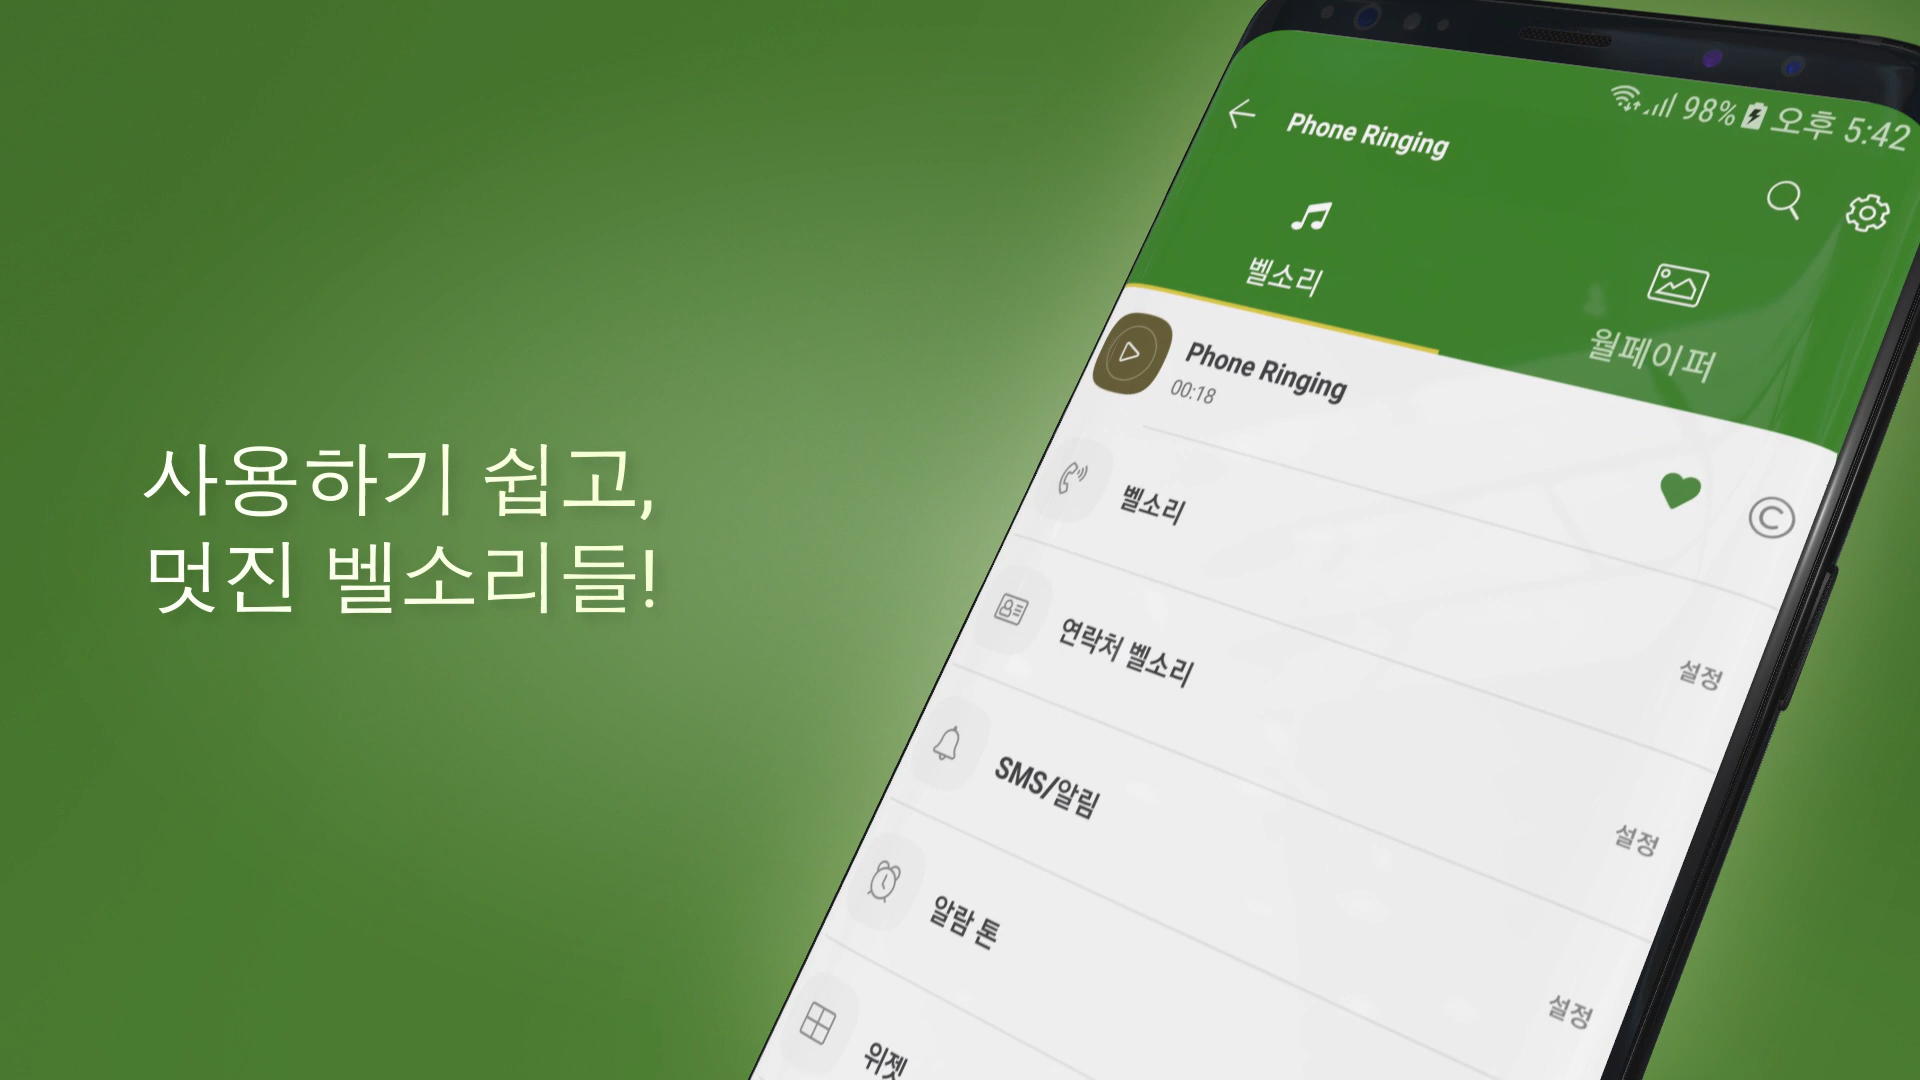 사용하기 쉽고,
멋진 벨소리들!
98% 오후 5:42
Phone Ringing
벨소리
월페이퍼
Phone Ringing
00:18
벨소리
연락처 벨소리
설정
SMS/알림
설정
알람 톤
설정
위젯